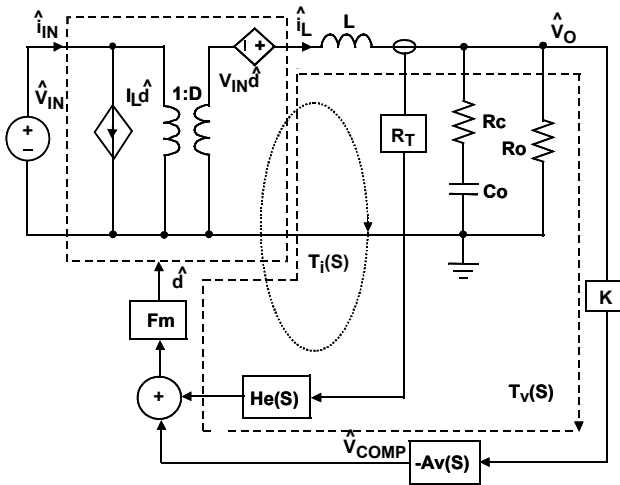 î_IN
î_L
L
V̂_O
V̂_IN
+
−
I_L d̂
1:D
+
V_IN d̂
R_T
Rc
Ro
Co
T_i(S)
d̂
K
Fm
+
He(S)
T_v(S)
V̂_COMP
-Av(S)